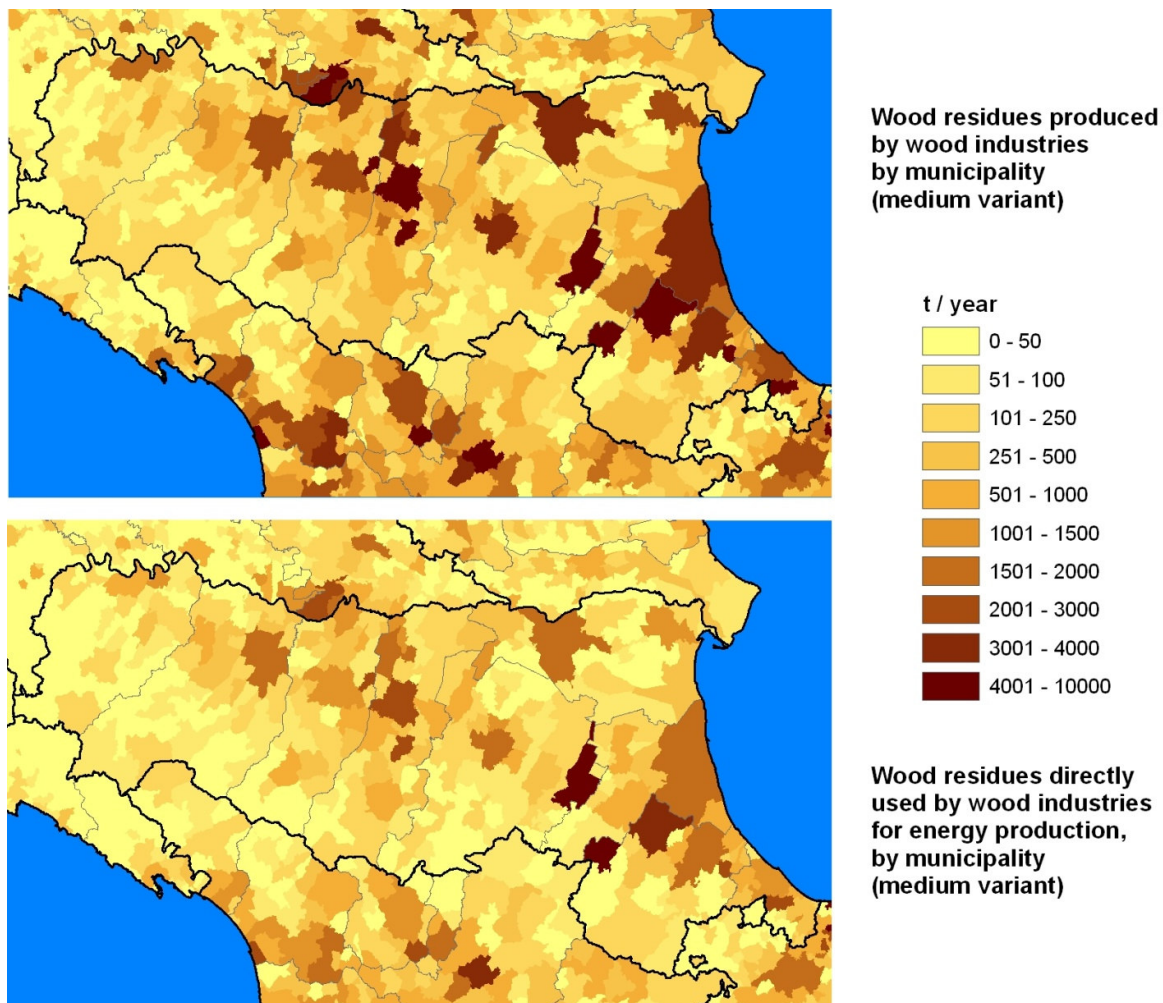 Wood residues produced
by wood industries
by municipality
(medium variant)
t / year
0 - 50
51 - 100
101 - 250
251 - 500
501 - 1000
1001 - 1500
1501 - 2000
2001 - 3000
3001 - 4000
4001 - 10000
Wood residues directly
used by wood industries
for energy production,
by municipality
(medium variant)